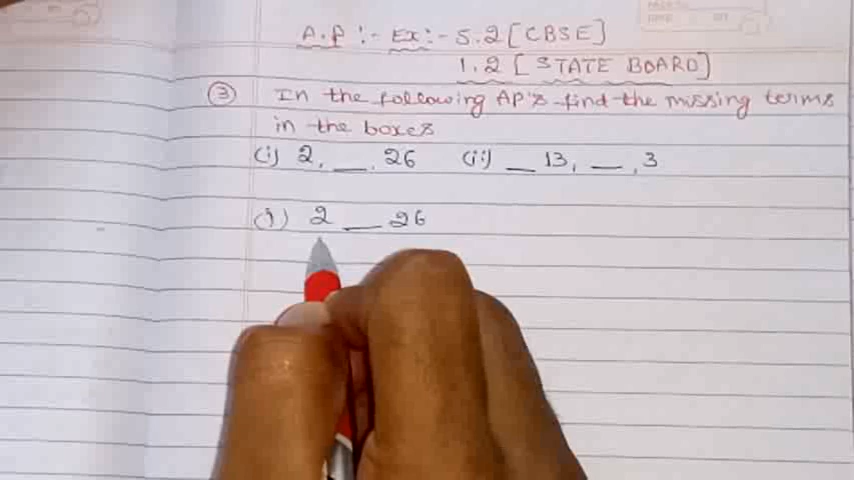 A.P :- Ex:- 5.2 [CBSE]
1.2 [STATE BOARD]
③ In the following AP's find the missing terms
in the boxes
(i) 2, __, 26 (ii) __ 13, __, 3
(i) 2 __ 26